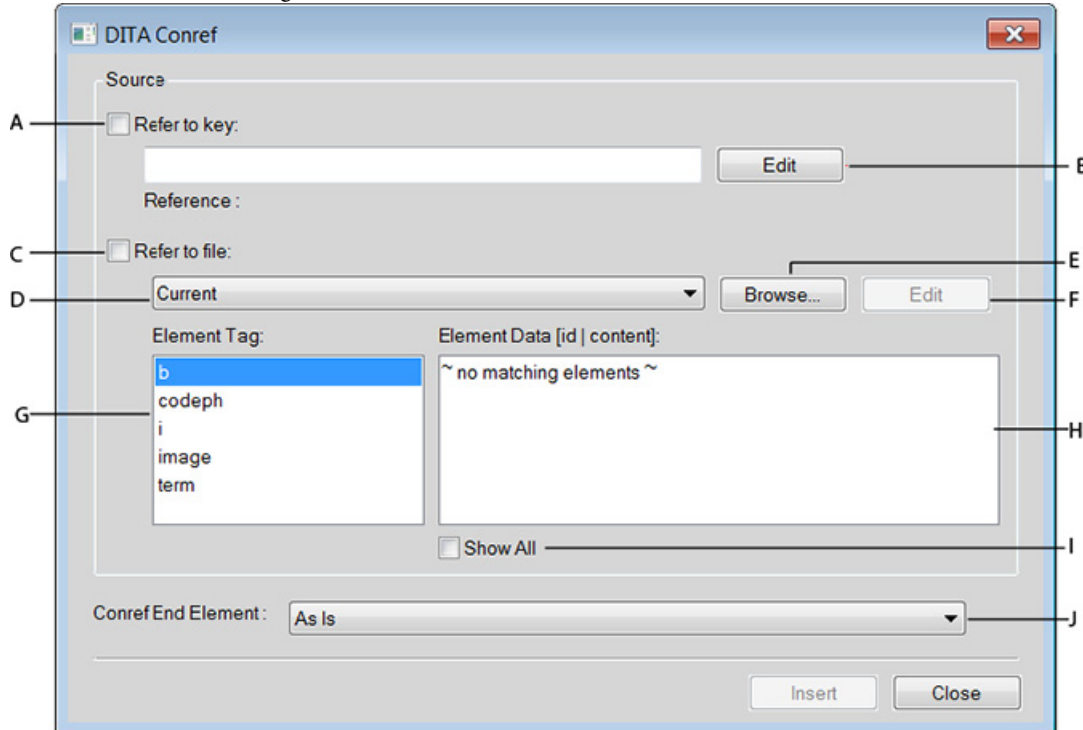 DITA Conref
Source
A
Refer to key:
Edit
Reference :
C
Refer to file:
E
D
Current
Browse...
Edit
F
Element Tag:
Element Data [id | content]:
b
~ no matching elements ~
codeph
G
i
H
image
term
Show All
I
Conref End Element :
As Is
J
Insert
Close